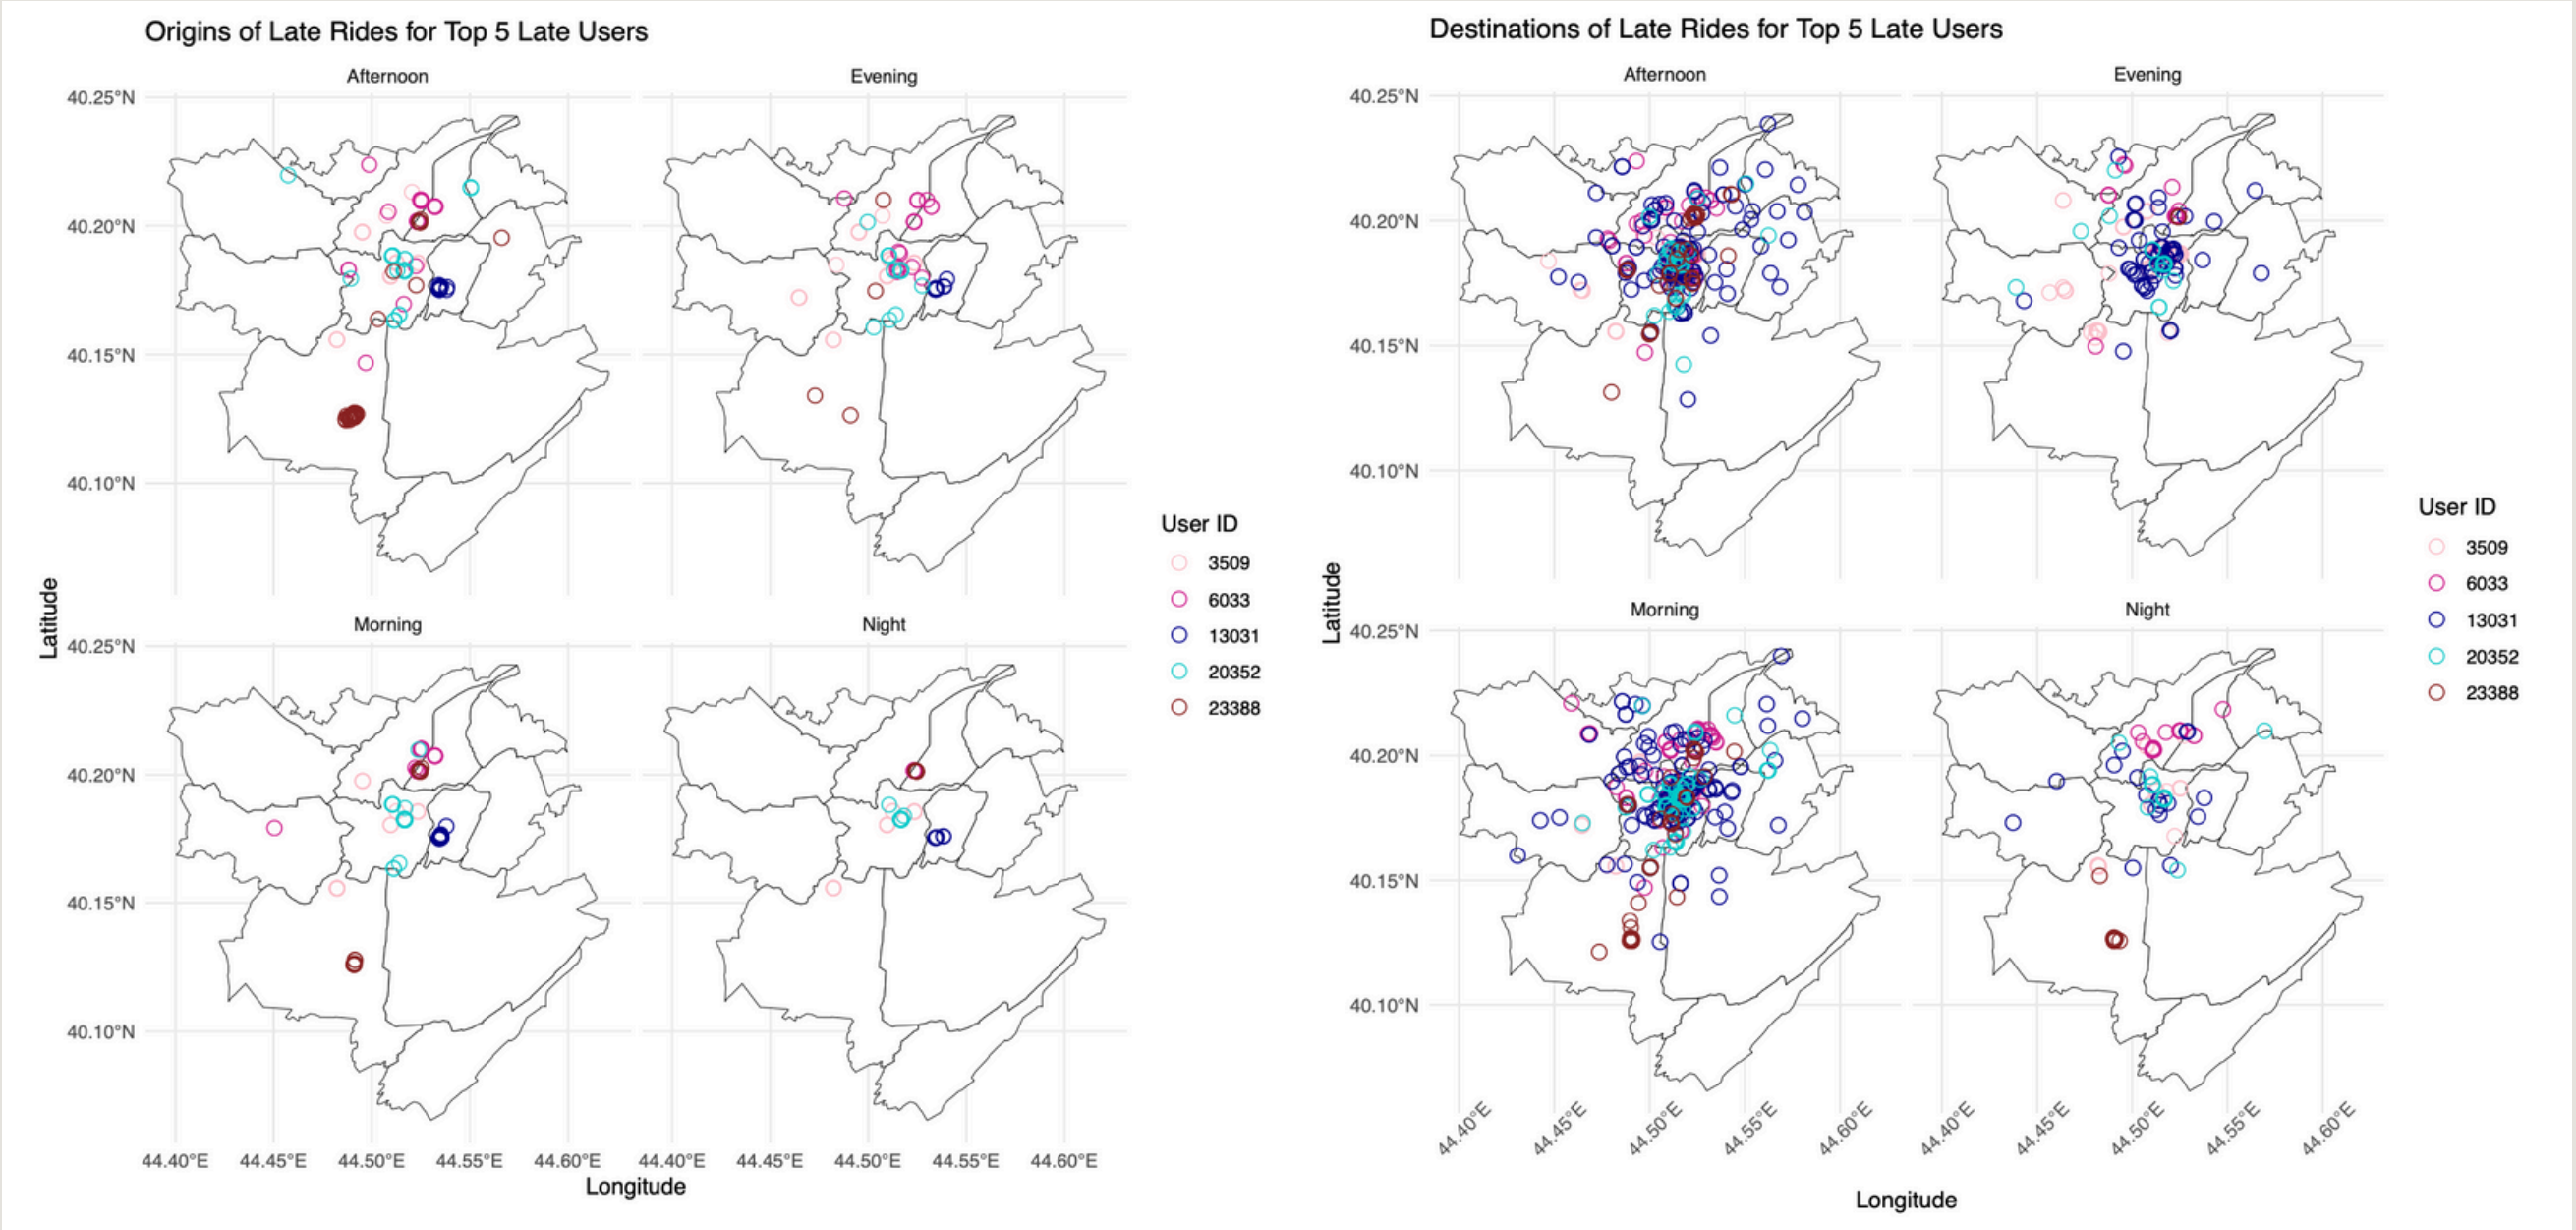 Origins of Late Rides for Top 5 Late Users
Afternoon
Evening
40.25°N
40.20°N
40.15°N
40.10°N
Morning
Night
40.25°N
40.20°N
40.15°N
40.10°N
44.40°E 44.45°E 44.50°E 44.55°E 44.60°E
44.40°E 44.45°E 44.50°E 44.55°E 44.60°E
Longitude
Latitude
User ID
3509
6033
13031
20352
23388
Destinations of Late Rides for Top 5 Late Users
Afternoon
Evening
40.25°N
40.20°N
40.15°N
40.10°N
Morning
Night
40.25°N
40.20°N
40.15°N
40.10°N
44.40°E 44.45°E 44.50°E 44.55°E 44.60°E
44.40°E 44.45°E 44.50°E 44.55°E 44.60°E
Longitude
Latitude
User ID
3509
6033
13031
20352
23388